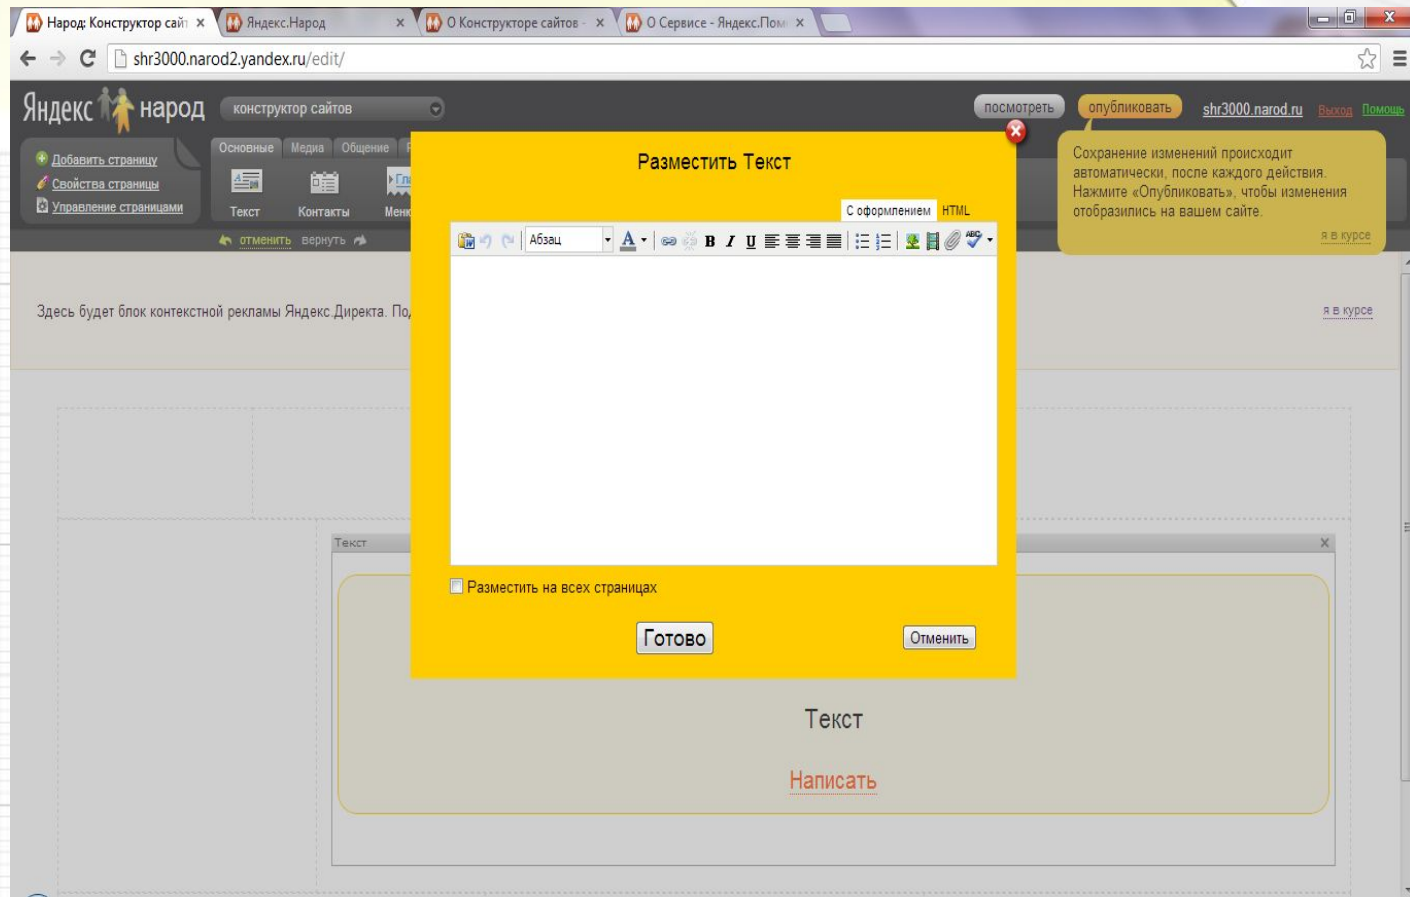 Народ: Конструктор сайт
Яндекс.Народ
О Конструкторе сайтов -
О Сервисе - Яндекс.Пом
shr3000.narod2.yandex.ru/edit/
Яндекс народ
конструктор сайтов
посмотреть
опубликовать
shr3000.narod.ru
Выход
Помощь
Добавить страницу
Свойства страницы
Управление страницами
Основные
Медиа
Общение
Текст
Контакты
Меню
отменить
вернуть
Сохранение изменений происходит
автоматически, после каждого действия.
Нажмите «Опубликовать», чтобы изменения
отобразились на вашем сайте.
я в курсе
Разместить Текст
С оформлением
HTML
Абзац
A
B I U
ABC
Здесь будет блок контекстной рекламы Яндекс.Директа.
я в курсе
Текст
Разместить на всех страницах
Готово
Отменить
Текст
Написать